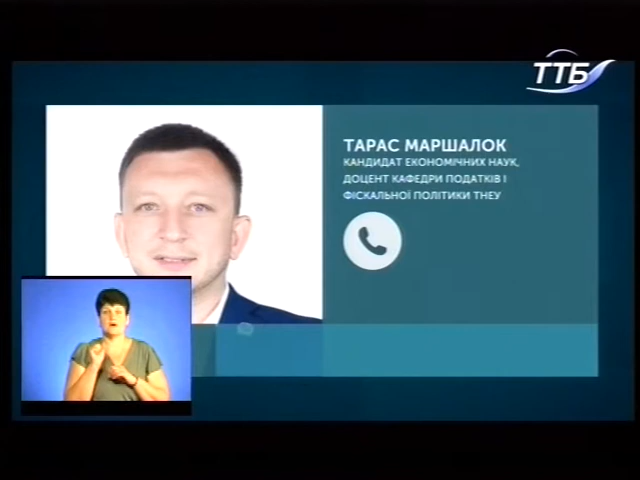 ТТБ
ТАРАС МАРШАЛОК
КАНДИДАТ ЕКОНОМІЧНИХ НАУК,
ДОЦЕНТ КАФЕДРИ ПОДАТКІВ І
ФІСКАЛЬНОЇ ПОЛІТИКИ ТНЕУ